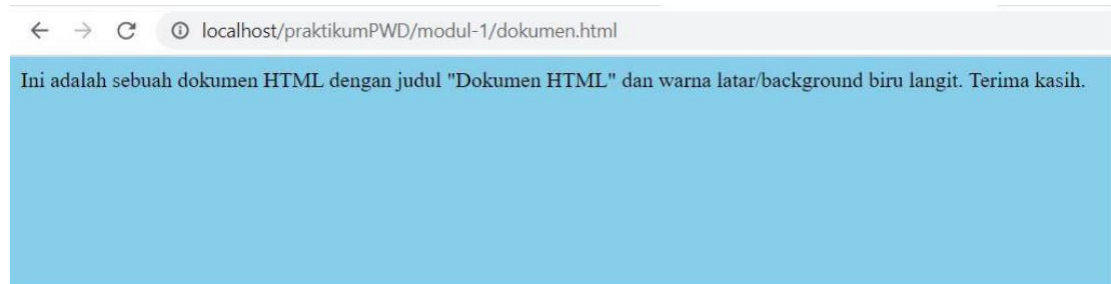 localhost/praktikumPWD/modul-1/dokumen.html
Ini adalah sebuah dokumen HTML dengan judul "Dokumen HTML" dan warna latar/background biru langit. Terima kasih.